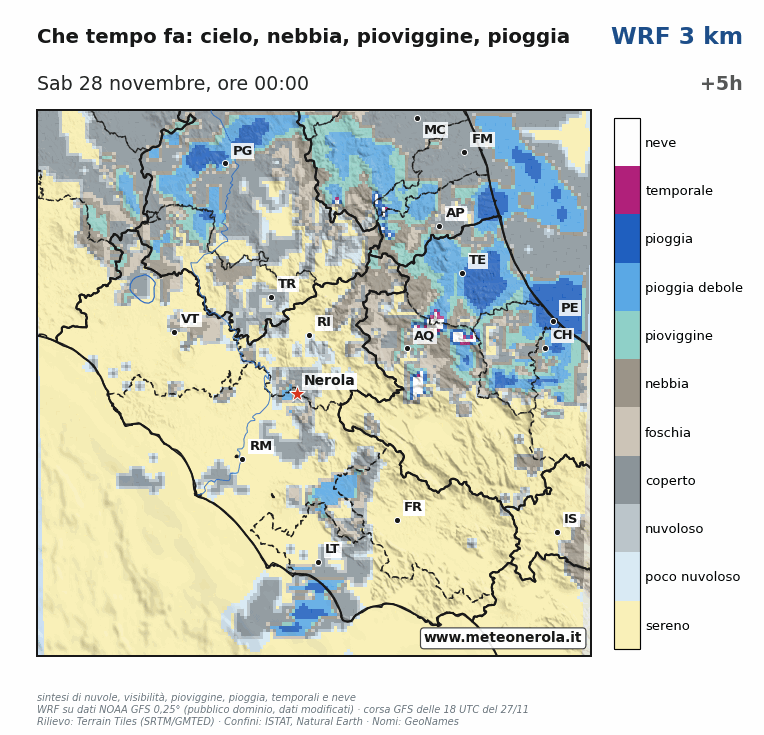 Che tempo fa: cielo, nebbia, pioviggine, pioggia
WRF 3 km
Sab 28 novembre, ore 00:00
+5h
MC
FM
PG
AP
TE
TR
PE
VT
RI
AQ
CH
Nerola
RM
FR
IS
LT
www.meteonerola.it
neve
temporale
pioggia
pioggia debole
pioviggine
nebbia
foschia
coperto
nuvoloso
poco nuvoloso
sereno
sintesi di nuvole, visibilità, pioviggine, pioggia, temporali e neve
WRF su dati NOAA GFS 0,25° (pubblico dominio, dati modificati) · corsa GFS delle 18 UTC del 27/11
Rilievo: Terrain Tiles (SRTM/GMTED) · Confini: ISTAT, Natural Earth · Nomi: GeoNames